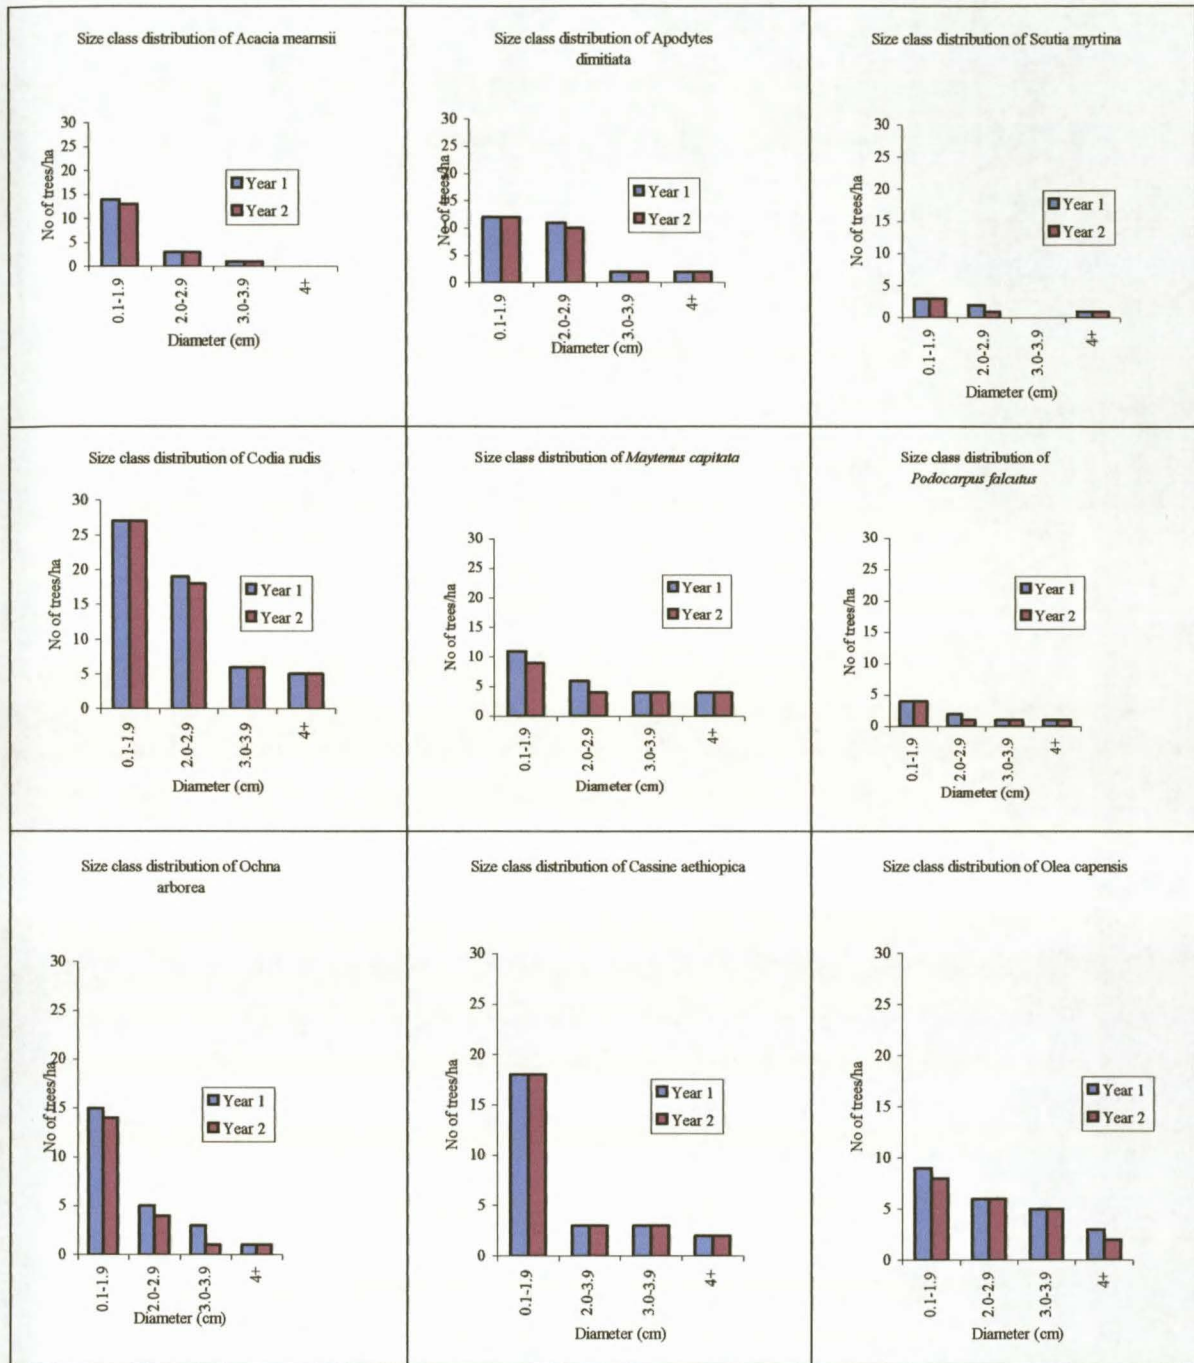 Size class distribution of Acacia mearnsii
No of trees/ha
30
25
20
15
10
5
0
Year 1
Year 2
0.1-1.9
2.0-2.9
3.0-3.9
4+
Diameter (cm)
Size class distribution of Apodytes
dimitiata
No of trees/ha
30
25
20
15
10
5
0
Year 1
Year 2
0.1-1.9
2.0-2.9
3.0-3.9
4+
Diameter (cm)
Size class distribution of Scutia myrtina
No of trees/ha
30
25
20
15
10
5
0
Year 1
Year 2
0.1-1.9
2.0-2.9
3.0-3.9
4+
Diameter (cm)
Size class distribution of Codia rudis
No of trees/ha
30
25
20
15
10
5
0
Year 1
Year 2
0.1-1.9
2.0-2.9
3.0-3.9
4+
Diameter (cm)
Size class distribution of Maytenus capitata
No of trees/ha
30
25
20
15
10
5
0
Year 1
Year 2
0.1-1.9
2.0-2.9
3.0-3.9
4+
Diameter (cm)
Size class distribution of
Podocarpus falcutus
No of trees/ha
30
25
20
15
10
5
0
Year 1
Year 2
0.1-1.9
2.0-2.9
3.0-3.9
4+
Diameter (cm)
Size class distribution of Ochna
arborea
No of trees/ha
30
25
20
15
10
5
0
Year 1
Year 2
0.1-1.9
2.0-2.9
3.0-3.9
4+
Diameter (cm)
Size class distribution of Cassine aethiopica
No of trees/ha
30
25
20
15
10
5
0
Year 1
Year 2
0.1-1.9
2.0-3.9
3.0-3.9
4+
Diameter (cm)
Size class distribution of Olea capensis
No of trees/ha
30
25
20
15
10
5
0
Year 1
Year 2
0.1-1.9
2.0-2.9
3.0-3.9
4+
Diameter (cm)